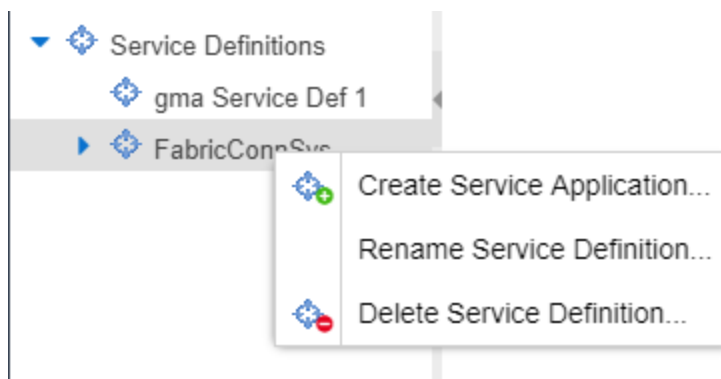 Service Definitions
gma Service Def 1
FabricConnSys
Create Service Application...
Rename Service Definition...
Delete Service Definition...